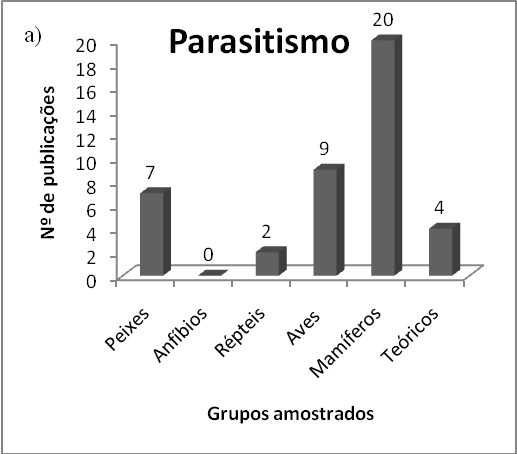 a)
Parasitismo
Nº de publicações
20
18
16
14
12
10
8
6
4
2
0
7
0
2
9
20
4
Peixes
Anfíbios
Répteis
Aves
Mamíferos
Teóricos
Grupos amostrados